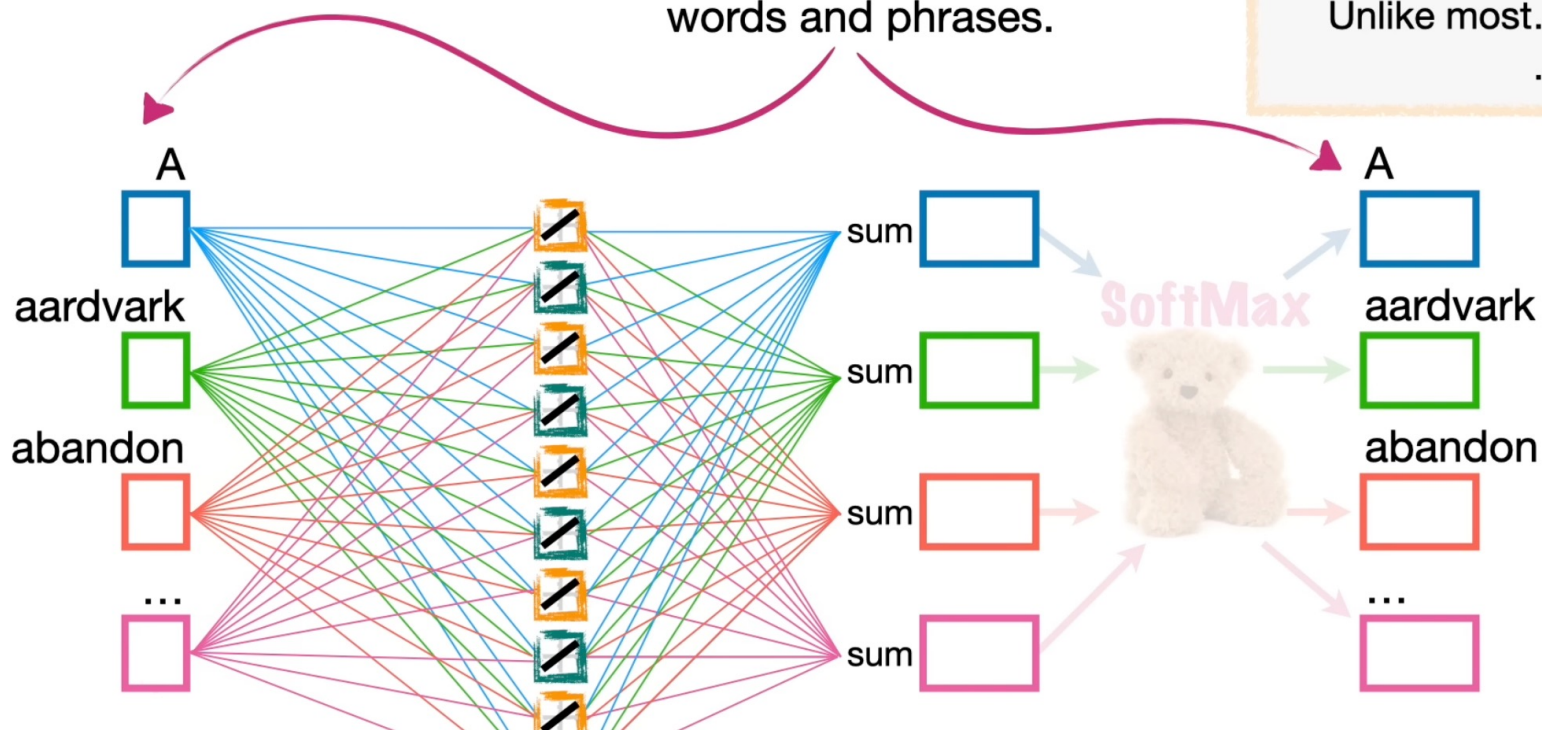 words and phrases.
Unlike most.
.
A
A
sum
SoftMax
aardvark
aardvark
sum
abandon
abandon
sum
...
...
sum